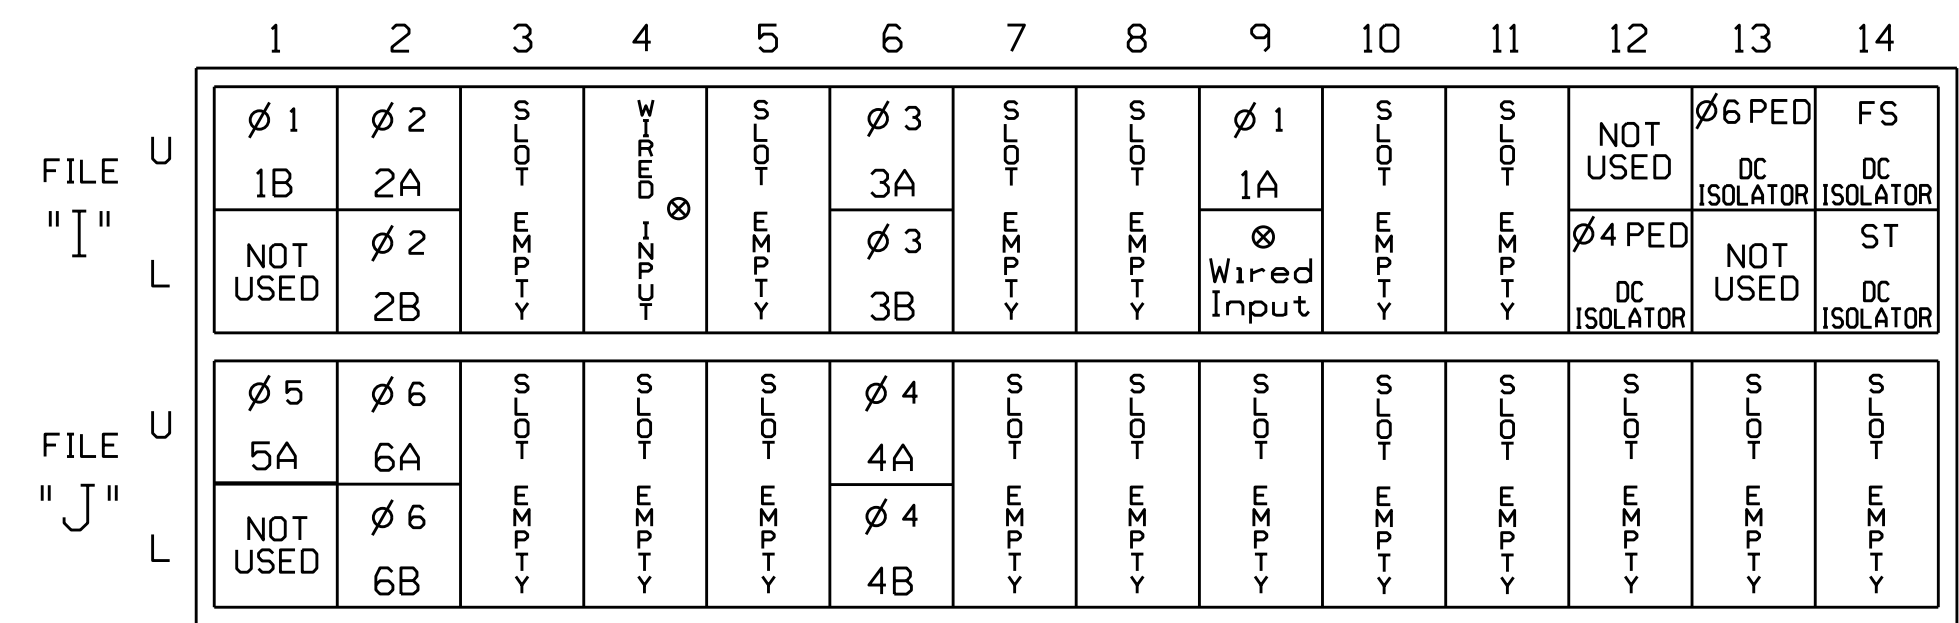 1 2 3 4 5 6 7 8 9 10 11 12 13 14
FILE
"I"
U
L
Ø 1
1B
NOT
USED
Ø 2
2A
Ø 2
2B
SLOT EMPTY
WIRED INPUT ⊗
SLOT EMPTY
Ø 3
3A
Ø 3
3B
SLOT EMPTY
SLOT EMPTY
Ø 1
1A
⊗
Wired
Input
SLOT EMPTY
SLOT EMPTY
NOT
USED
Ø4 PED
DC
ISOLATOR
Ø6 PED
DC
ISOLATOR
NOT
USED
FS
DC
ISOLATOR
ST
DC
ISOLATOR
FILE
"J"
U
L
Ø 5
5A
NOT
USED
Ø 6
6A
Ø 6
6B
SLOT EMPTY
SLOT EMPTY
SLOT EMPTY
Ø 4
4A
Ø 4
4B
SLOT EMPTY
SLOT EMPTY
SLOT EMPTY
SLOT EMPTY
SLOT EMPTY
SLOT EMPTY
SLOT EMPTY
SLOT EMPTY